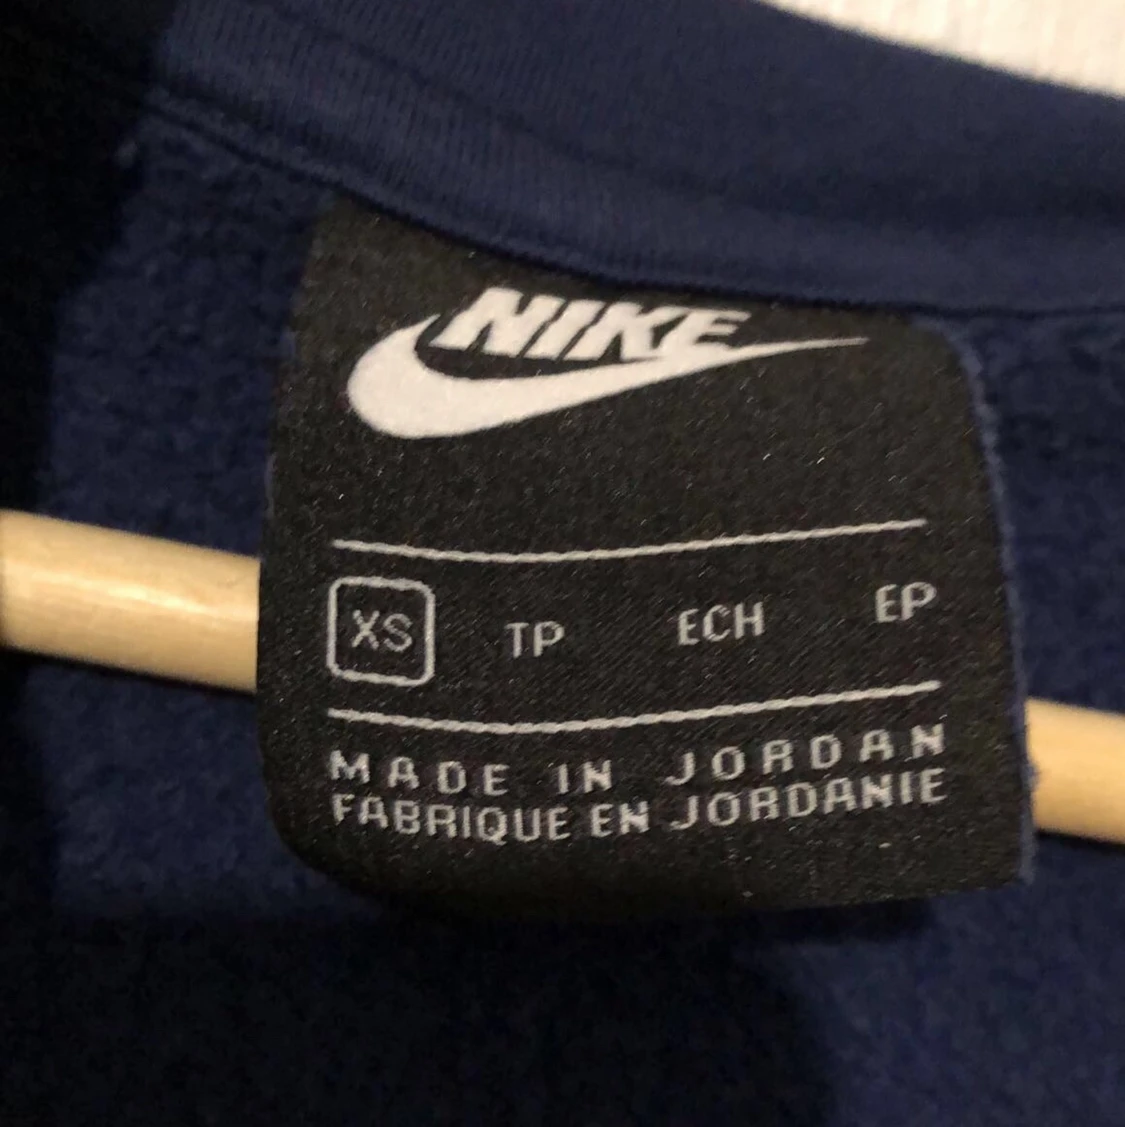 NIKE
XS TP ECH EP
MADE IN JORDAN
FABRIQUE EN JORDANIE